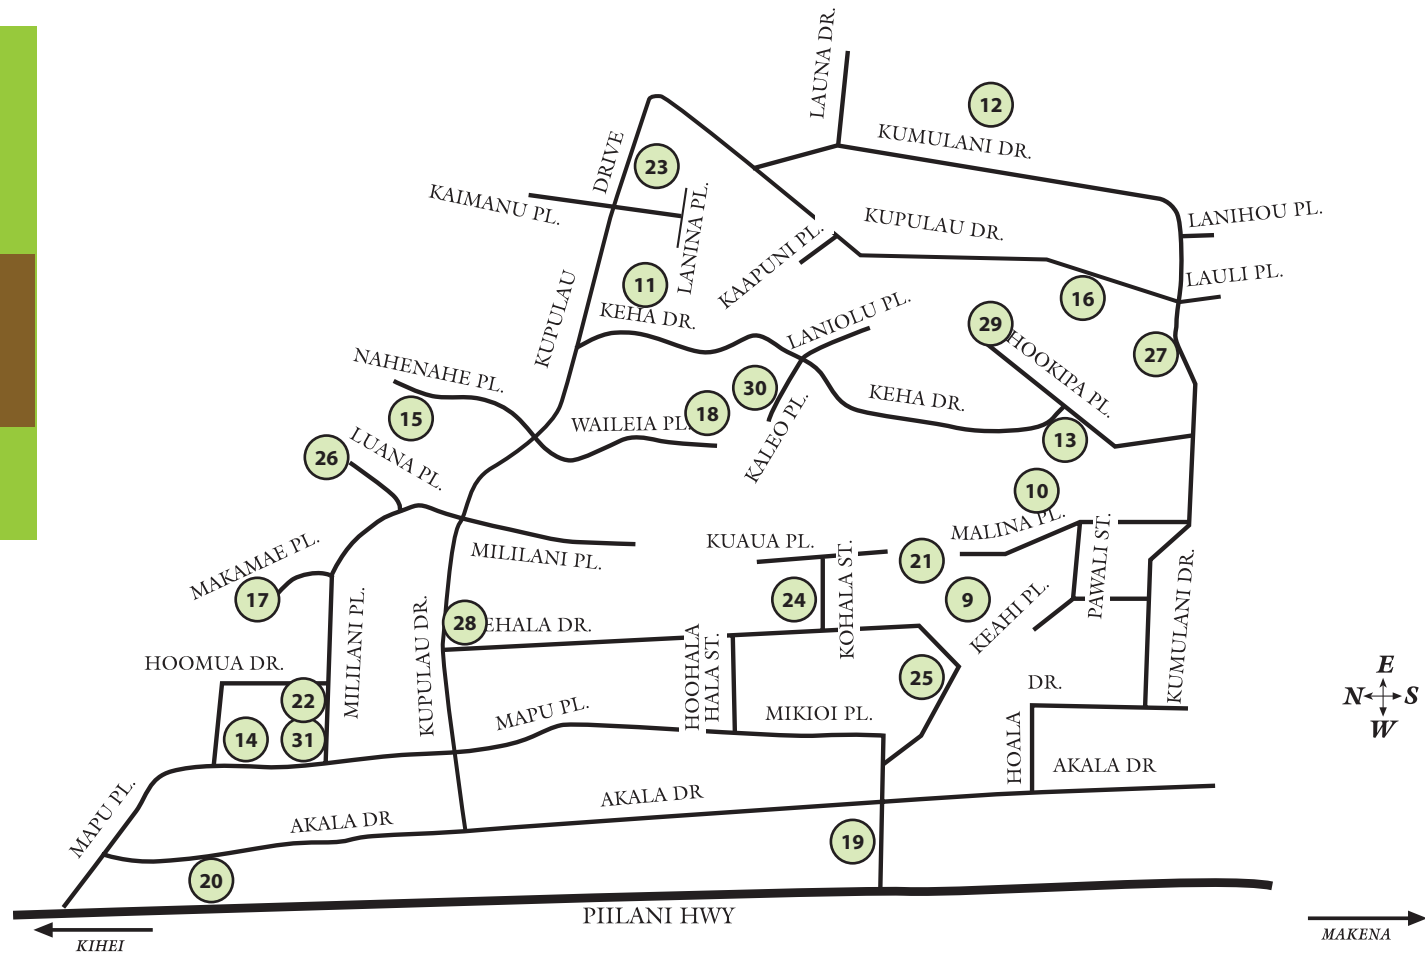 LAUNA DR.
12
KUMULANI DR.
DRIVE
23
KAIMANU PL.
LANINA PL.
LANIHOU PL.
KUPULAU DR.
KAAPUNI PL.
LAULI PL.
11
16
KEHA DR.
LANIOLU PL.
29
HOOKIPA PL.
KUPULAU
27
NAHENAHE PL.
30
KEHA DR.
15
WAILEIA PL.
18
KALEO PL.
13
26
LUANA PL.
10
MALINA PL.
MAKAMAE PL.
MILILANI PL.
KUAUA PL.
21
KOHALA ST.
PAWALI ST.
17
24
9
KEAHI PL.
KUMULANI DR.
MILILANI PL.
KUPULAU DR.
28
EHALA DR.
HOOHALA
HALA ST.
HOOMUA DR.
25
E
N
S
W
22
DR.
14
31
MAPU PL.
MIKIOI PL.
HOALA
AKALA DR
MAPU PL.
AKALA DR
AKALA DR
19
20
PIILANI HWY
KIHEI
MAKENA